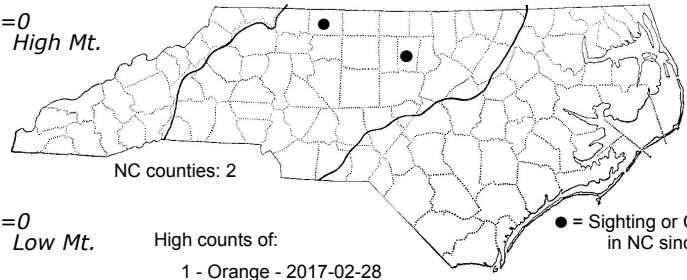 =0
High Mt.
NC counties: 2
=0
Low Mt.
High counts of:
1 - Orange - 2017-02-28
● = Sighting or
in NC